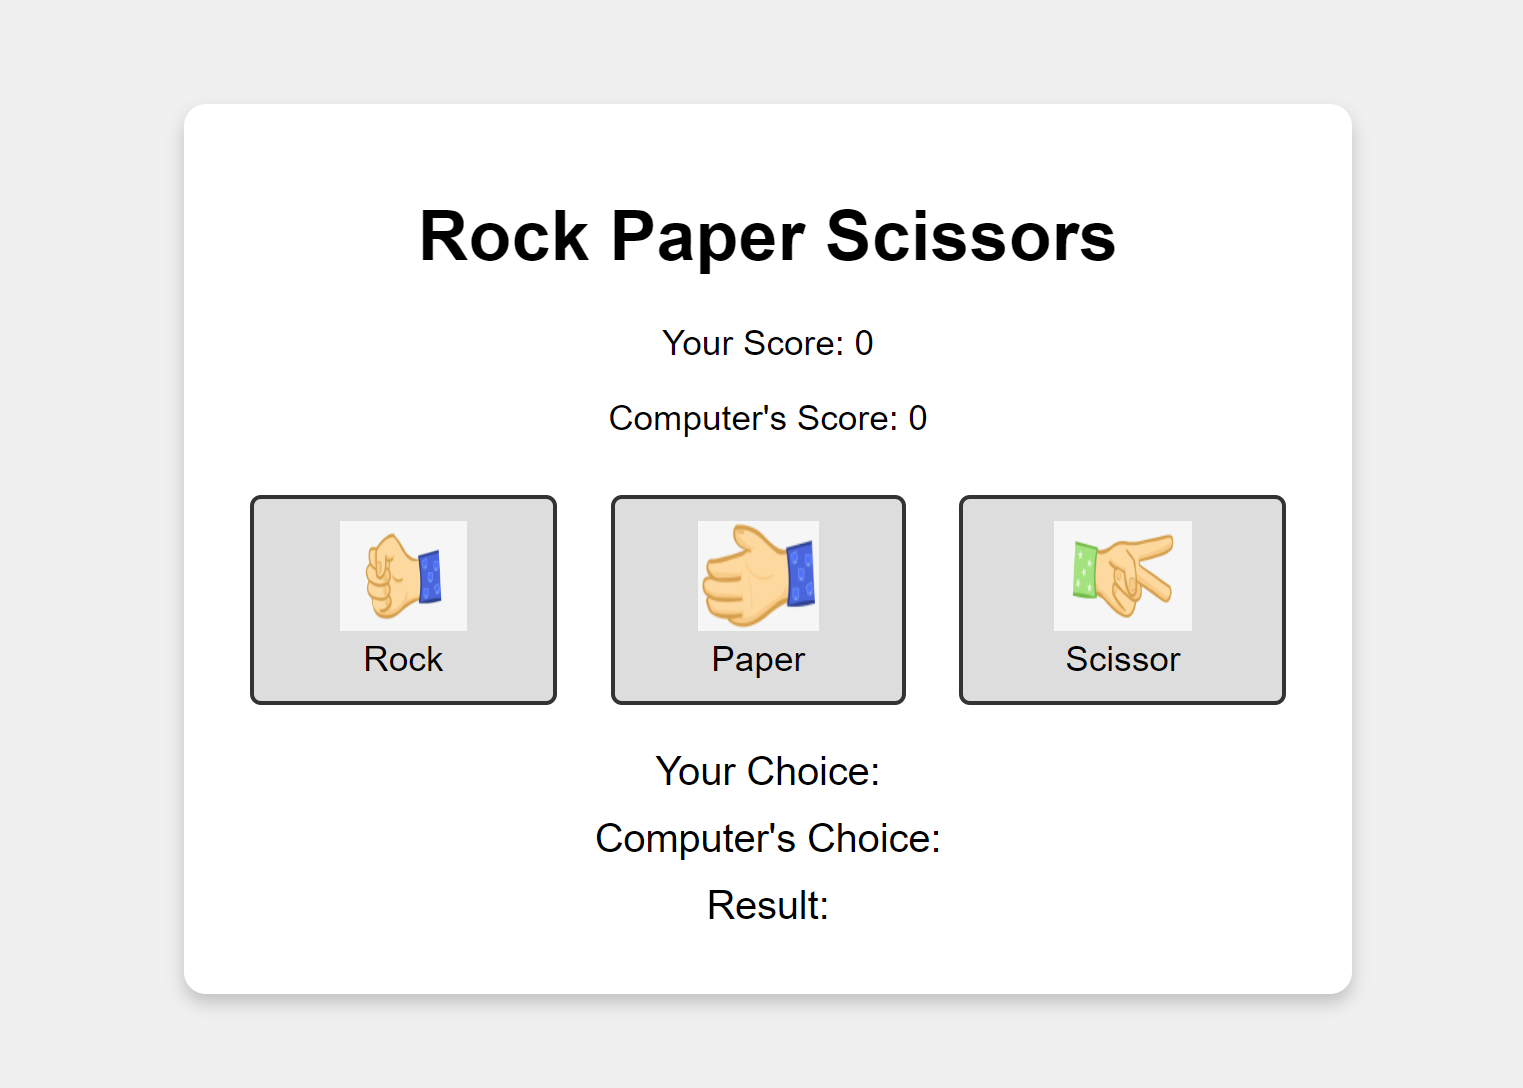 Rock Paper Scissors
Your Score: 0
Computer's Score: 0
Rock
Paper
Scissor
Your Choice:
Computer's Choice:
Result: